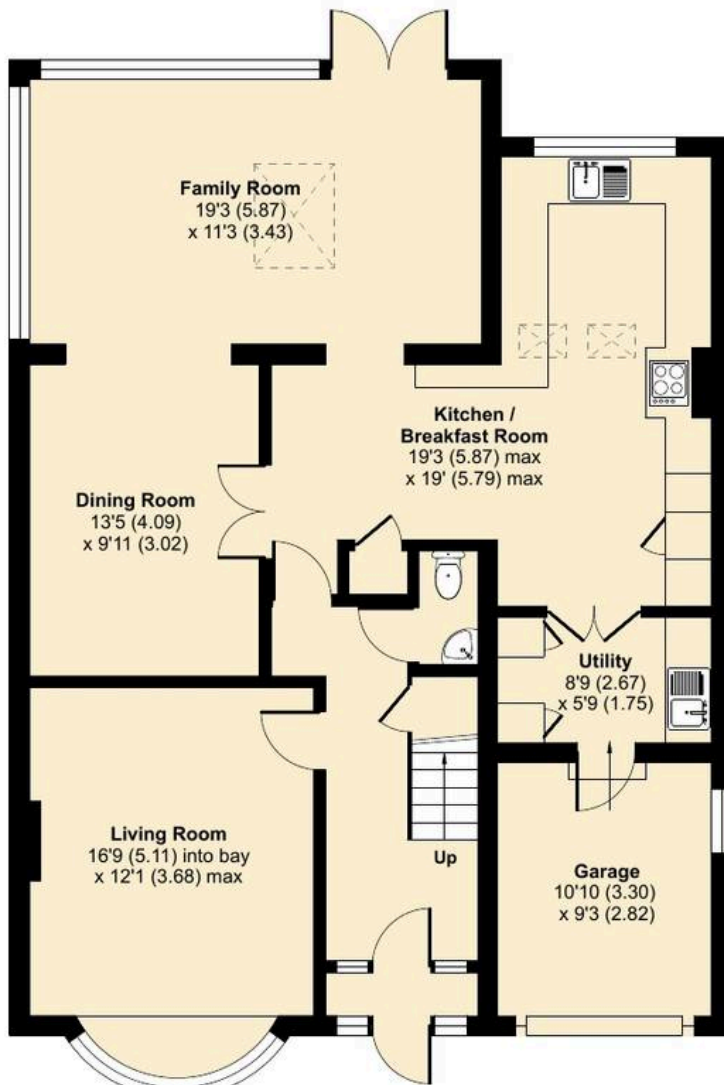 Family Room
19'3 (5.87)
x 11'3 (3.43)
Kitchen /
Breakfast Room
19'3 (5.87) max
x 19' (5.79) max
Dining Room
13'5 (4.09)
x 9'11 (3.02)
Utility
8'9 (2.67)
x 5'9 (1.75)
Living Room
16'9 (5.11) into bay
x 12'1 (3.68) max
Up
Garage
10'10 (3.30)
x 9'3 (2.82)